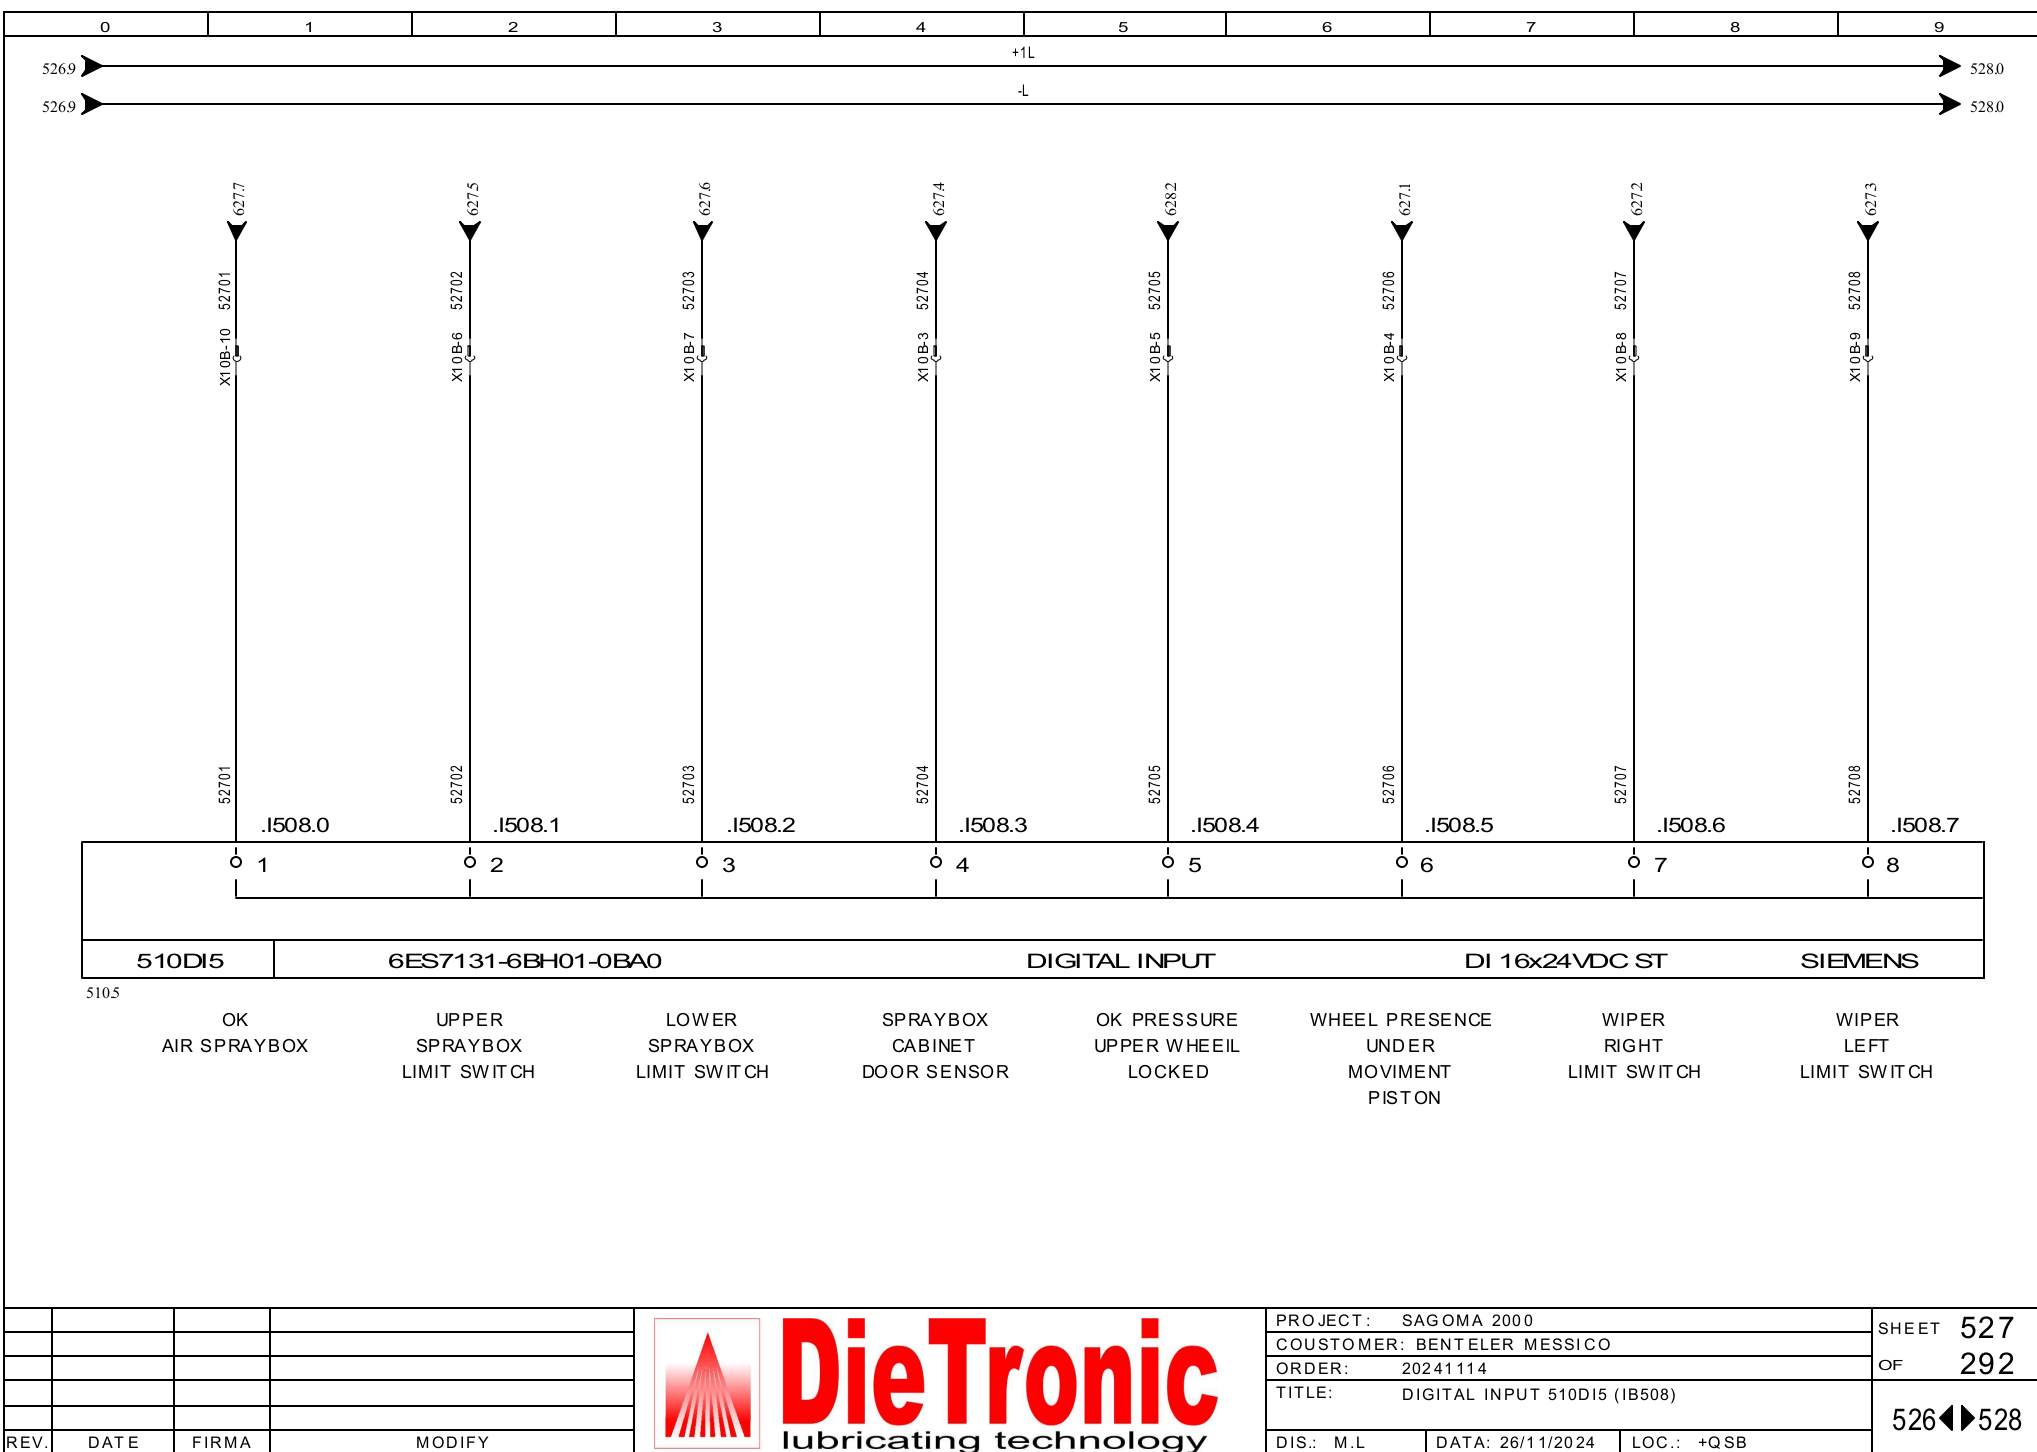 0 1 2 3 4 5 6 7 8 9
+1L
526.9 528.0
-L
526.9 528.0
627.7 627.5 627.6 627.4 628.2 627.1 627.2 627.3
52701 52702 52703 52704 52705 52706 52707 52708
X10B-10 X10B-6 X10B-7 X10B-3 X10B-5 X10B-4 X10B-8 X10B-9
52701 52702 52703 52704 52705 52706 52707 52708
.I508.0 .I508.1 .I508.2 .I508.3 .I508.4 .I508.5 .I508.6 .I508.7
1 2 3 4 5 6 7 8
510DI5 6ES7131-6BH01-0BA0 DIGITAL INPUT DI 16x24VDC ST SIEMENS
510.5
OK
AIR SPRAYBOX
UPPER
SPRAYBOX
LIMIT SWITCH
LOWER
SPRAYBOX
LIMIT SWITCH
SPRAYBOX
CABINET
DOOR SENSOR
OK PRESSURE
UPPER WHEEIL
LOCKED
WHEEL PRESENCE
UNDER
MOVIMENT
PISTON
WIPER
RIGHT
LIMIT SWITCH
WIPER
LEFT
LIMIT SWITCH
REV. DATE FIRMA MODIFY
DieTronic
lubricating technology
PROJECT: SAGOMA 2000
COUSTOMER: BENTELER MESSICO
ORDER: 20241114
TITLE: DIGITAL INPUT 510DI5 (IB508)
DIS.: M.L DATA: 26/11/2024 LOC.: +QSB
SHEET 527
OF 292
526 528